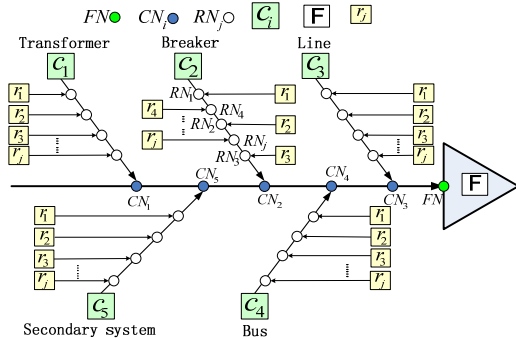 FN CNi RNj Ci F rj
Transformer Breaker Line
C1 C2 C3
r1 r2 r3 rj
RN1 r1
r4 RN4
RN2 r2
rj RNj
RN3 r3
r1 r2 r3 rj
CN1 CN5 CN2 CN4 CN3 FN F
r1 r2 r3 rj
r1 r2 r3 rj
C5 C4
Secondary system Bus